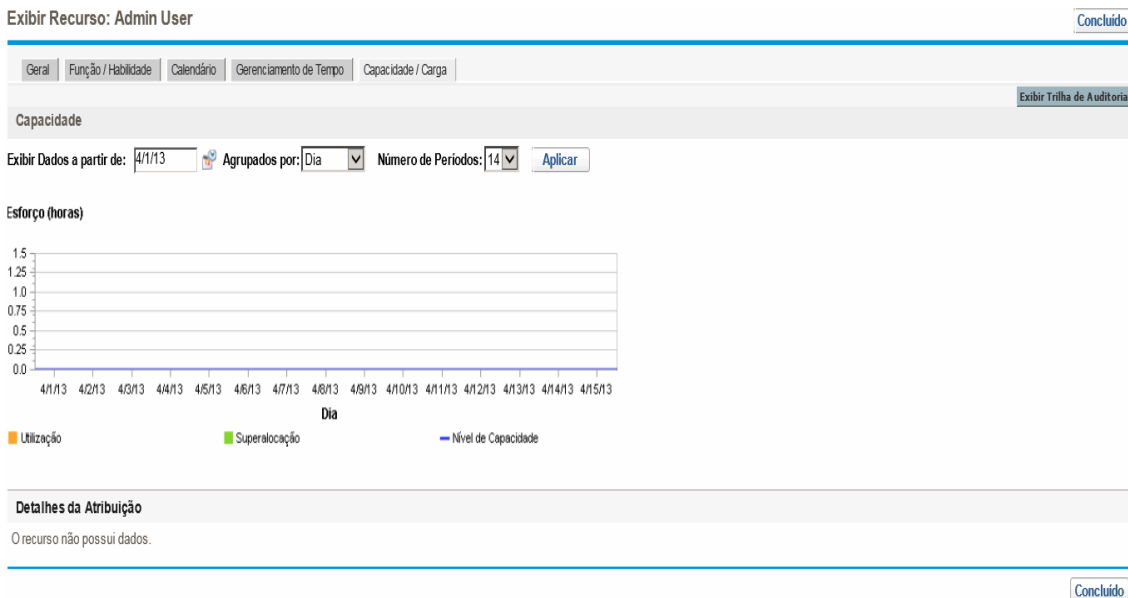 Exibir Recurso: Admin User
Concluído
Geral Função / Habilidade Calendário Gerenciamento de Tempo Capacidade / Carga
Exibir Trilha de Auditoria
Capacidade
Exibir Dados a partir de: 4/1/13 Agrupados por: Dia Número de Períodos: 14 Aplicar
Esforço (horas)
1.5
1.25
1.0
0.75
0.5
0.25
0.0
4/1/13 4/2/13 4/3/13 4/4/13 4/5/13 4/6/13 4/7/13 4/8/13 4/9/13 4/10/13 4/11/13 4/12/13 4/13/13 4/14/13 4/15/13
Dia
Utilização Superalocação Nível de Capacidade
Detalhes da Atribuição
O recurso não possui dados.
Concluído